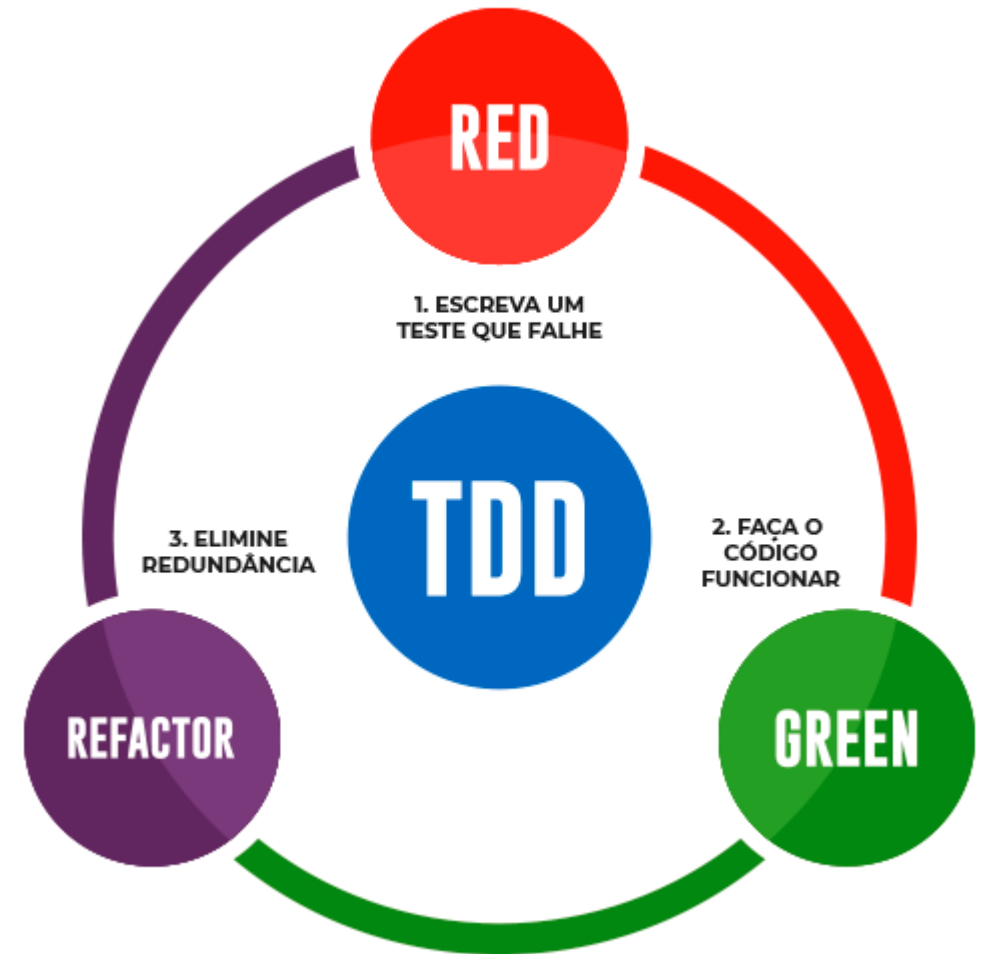 RED
1. ESCREVA UM
TESTE QUE FALHE
TDD
2. FAÇA O
CÓDIGO
FUNCIONAR
3. ELIMINE
REDUNDÂNCIA
REFACTOR
GREEN